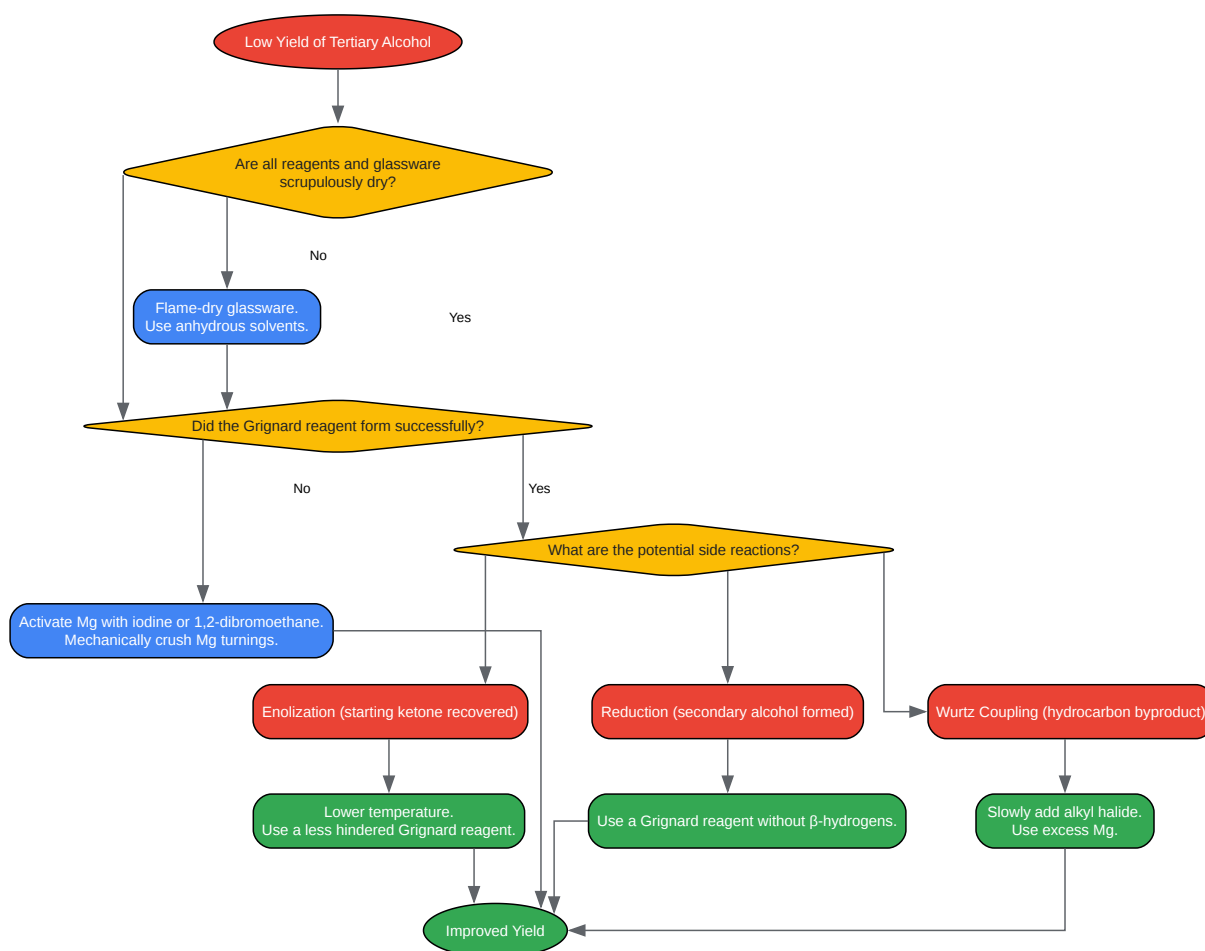 Low Yield of Tertiary Alcohol
Are all reagents and glassware
scrupulously dry?
No
Flame-dry glassware.
Use anhydrous solvents.
Yes
Did the Grignard reagent form successfully?
No
Yes
What are the potential side reactions?
Activate Mg with iodine or 1,2-dibromoethane.
Mechanically crush Mg turnings.
Enolization (starting ketone recovered)
Reduction (secondary alcohol formed)
Wurtz Coupling (hydrocarbon byproduct)
Lower temperature.
Use a less hindered Grignard reagent.
Use a Grignard reagent without β-hydrogens.
Slowly add alkyl halide.
Use excess Mg.
Improved Yield